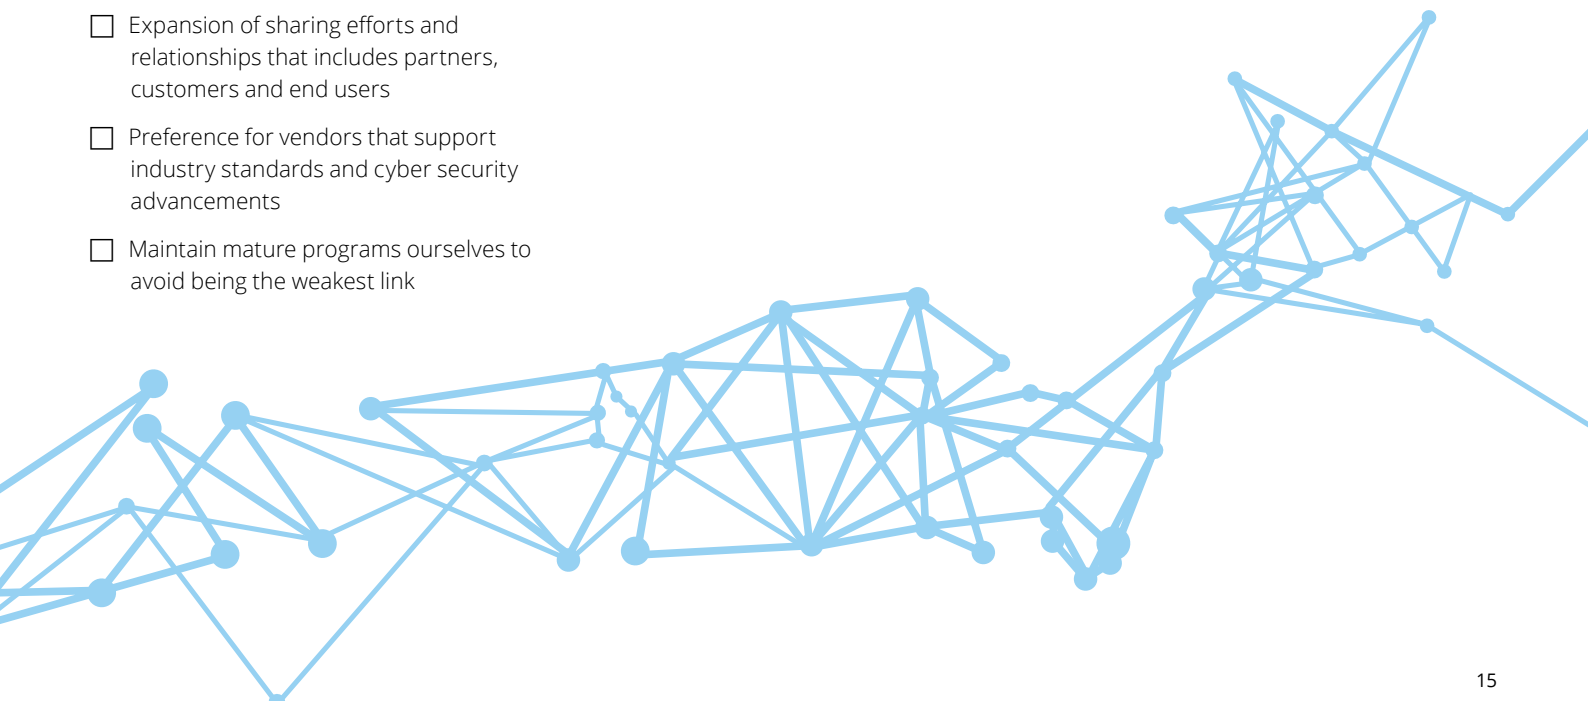 Expansion of sharing efforts and
relationships that includes partners,
customers and end users
Preference for vendors that support
industry standards and cyber security
advancements
Maintain mature programs ourselves to
avoid being the weakest link
15